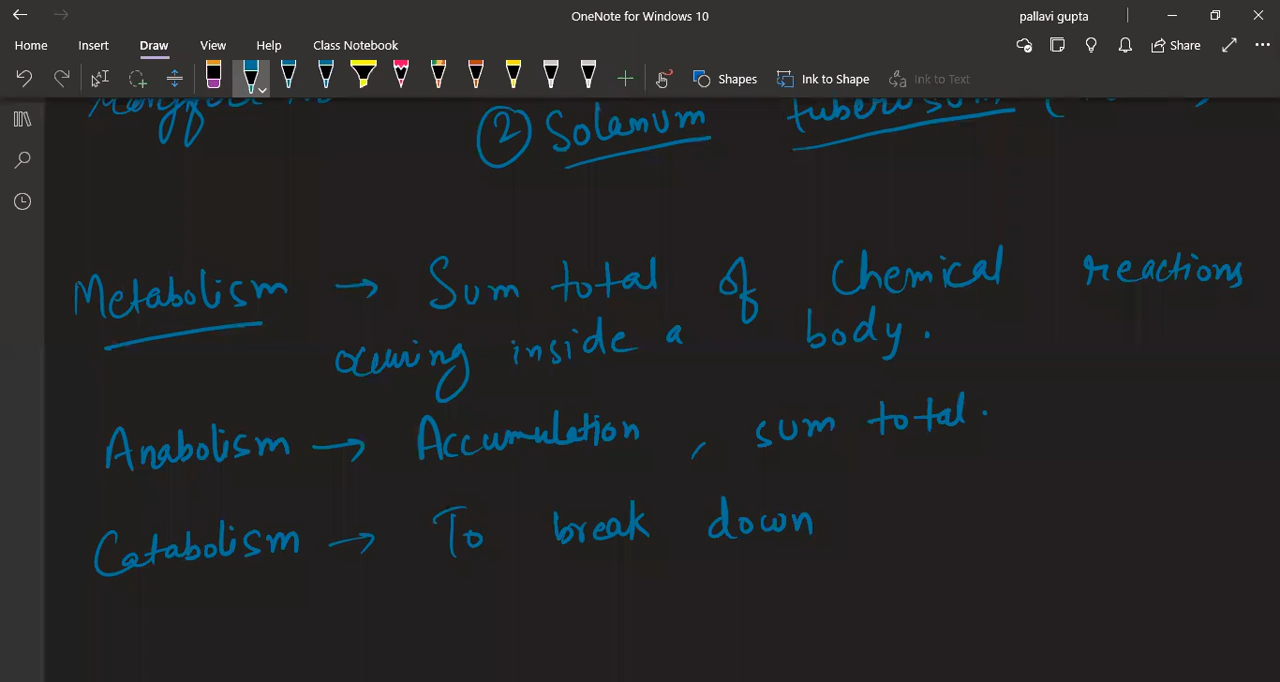 OneNote for Windows 10
pallavi gupta
Home Insert Draw View Help Class Notebook
Share
Shapes Ink to Shape Ink to Text
② Solanum tuberosum (
Metabolism → Sum total of chemical reactions
occuring inside a body.
Anabolism → Accumulation , sum total.
Catabolism → To break down